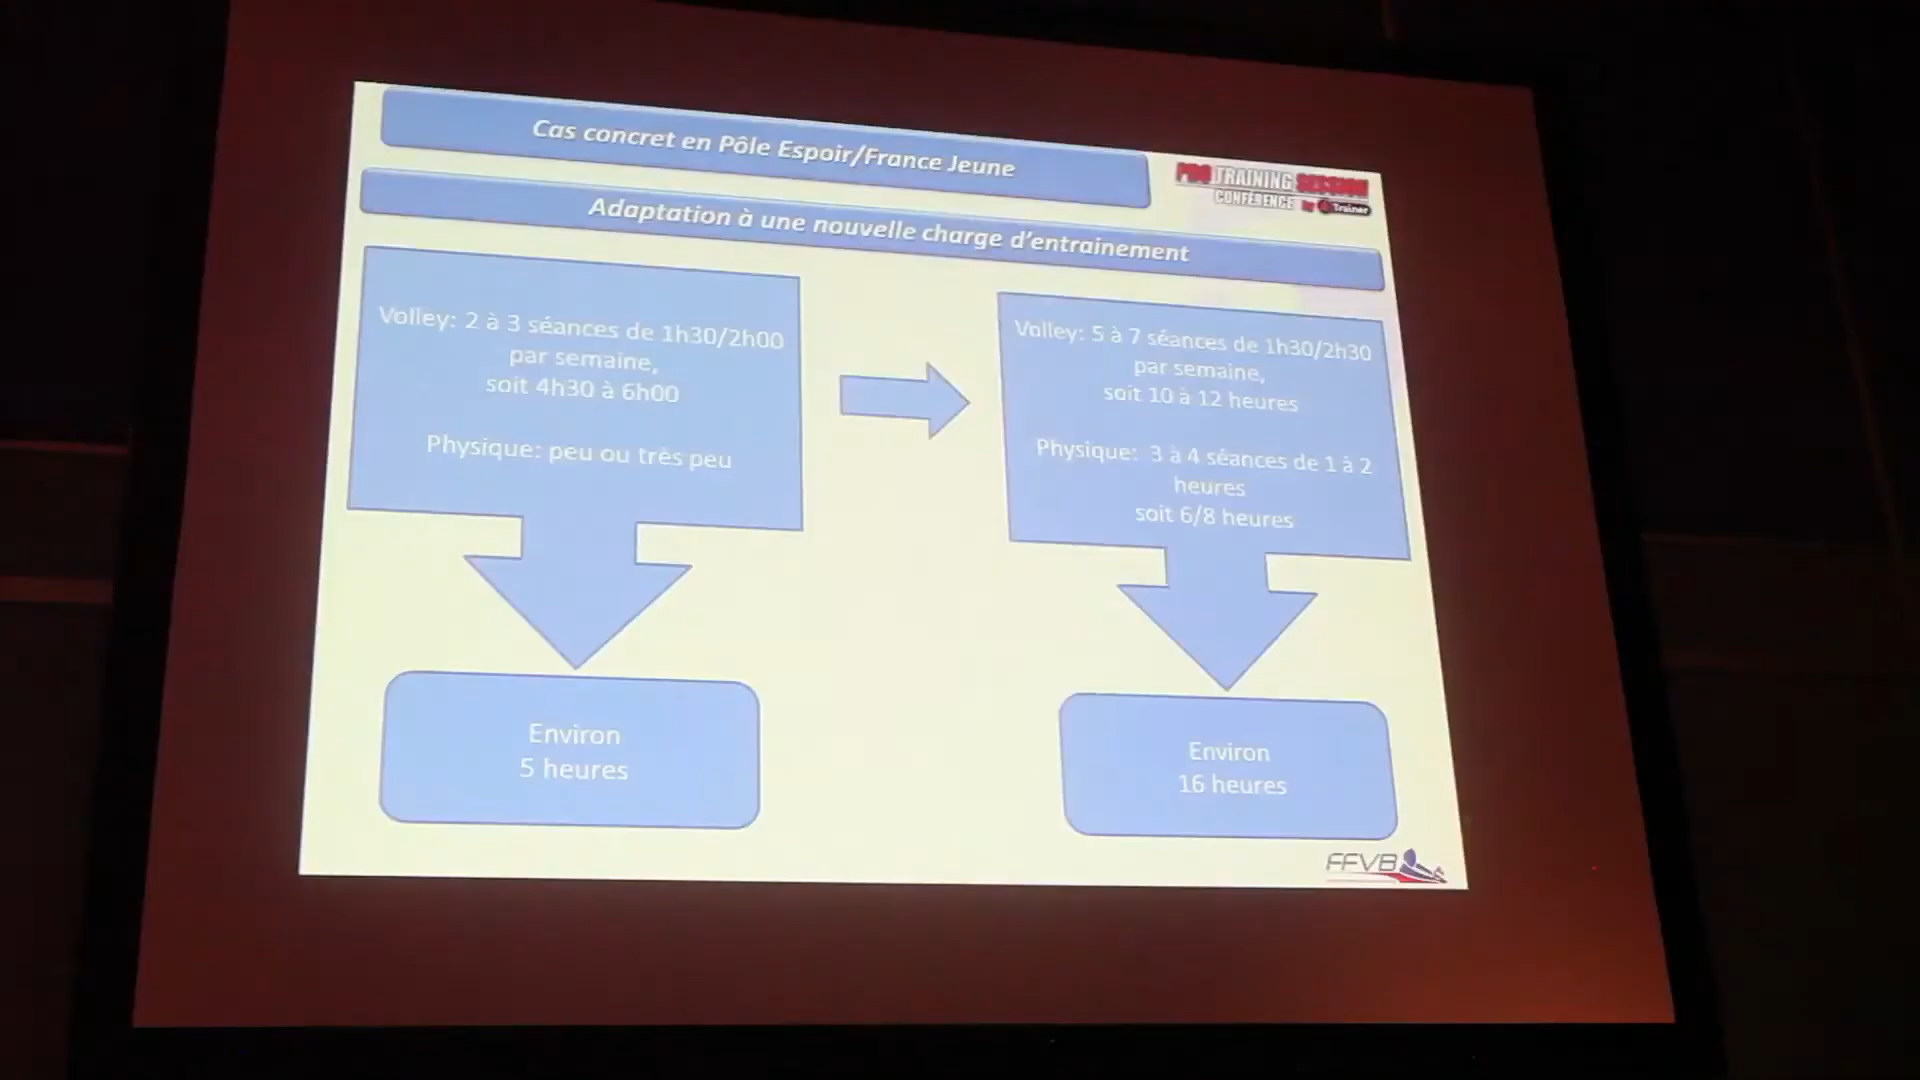 Cas concret en Pôle Espoir/France Jeune
PRO TRAINING SESSION
CONFÉRENCE by Trainer
Adaptation à une nouvelle charge d'entrainement
Volley: 2 à 3 séances de 1h30/2h00
par semaine,
soit 4h30 à 6h00
Physique: peu ou très peu
Volley: 5 à 7 séances de 1h30/2h30
par semaine,
soit 10 à 12 heures
Physique: 3 à 4 séances de 1 à 2
heures
soit 6/8 heures
Environ
5 heures
Environ
16 heures
FFVB